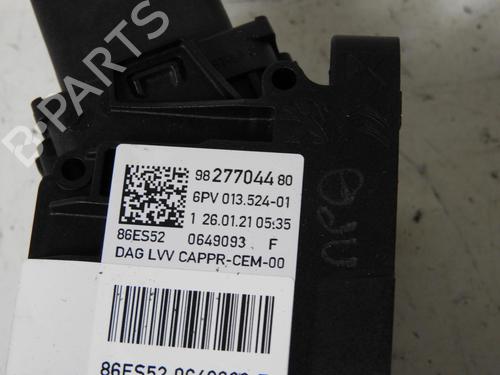 98 277044 80
6PV 013.524-01
1 26.01.21 05:35
86ES52 0649093 F
DAG LVV CAPPR-CEM-00
B-PARTS